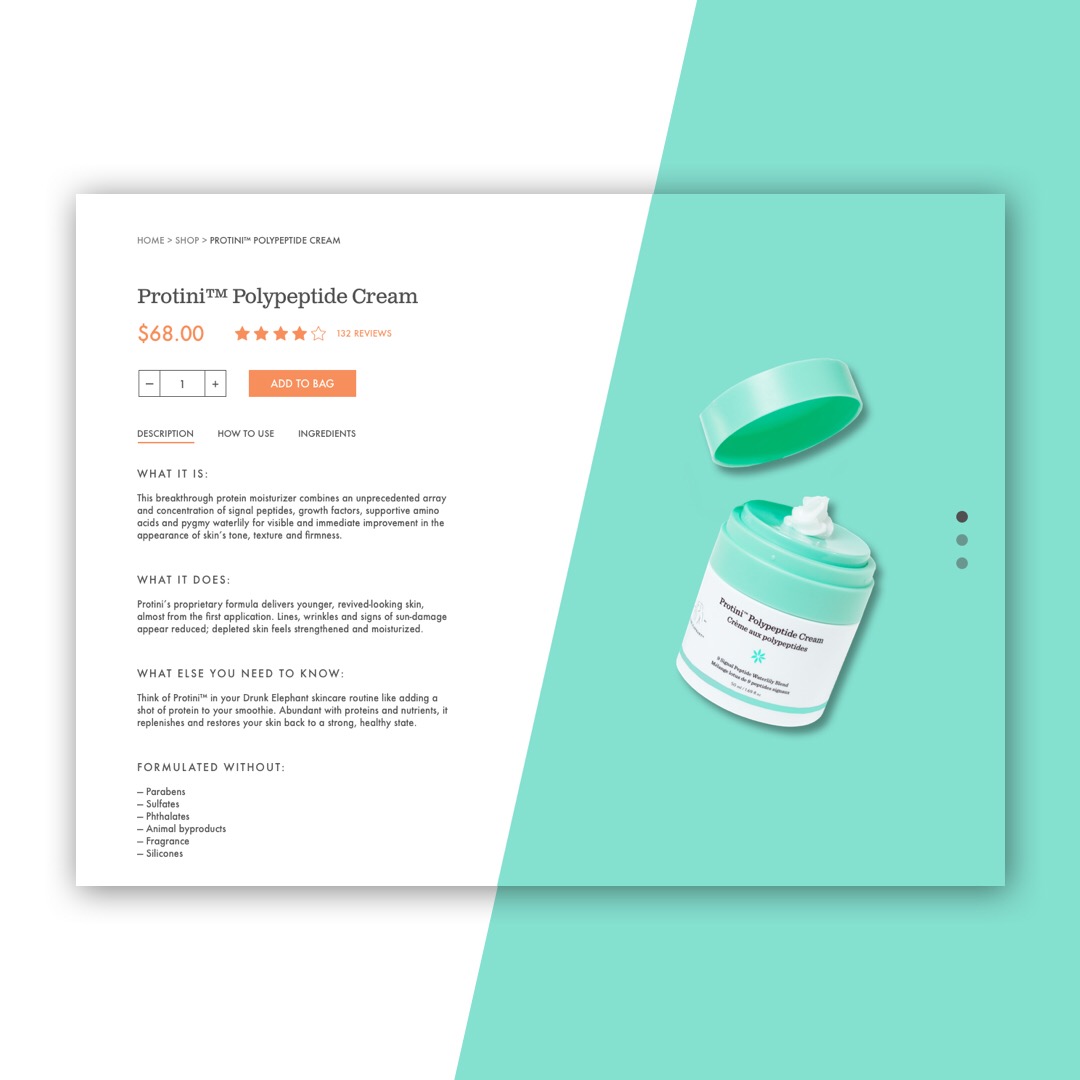 HOME > SHOP > PROTINI™ POLYPEPTIDE CREAM
Protini™ Polypeptide Cream
$68.00
132 REVIEWS
– 1 +
ADD TO BAG
DESCRIPTION HOW TO USE INGREDIENTS
WHAT IT IS:
This breakthrough protein moisturizer combines an unprecedented array
and concentration of signal peptides, growth factors, supportive amino
acids and pygmy waterlily for visible and immediate improvement in the
appearance of skin's tone, texture and firmness.
WHAT IT DOES:
Protini's proprietary formula delivers younger, revived-looking skin,
almost from the first application. Lines, wrinkles and signs of sun-damage
appear reduced; depleted skin feels strengthened and moisturized.
WHAT ELSE YOU NEED TO KNOW:
Think of Protini™ in your Drunk Elephant skincare routine like adding a
shot of protein to your smoothie. Abundant with proteins and nutrients, it
replenishes and restores your skin back to a strong, healthy state.
FORMULATED WITHOUT:
– Parabens
– Sulfates
– Phthalates
– Animal byproducts
– Fragrance
– Silicones
Protini™ Polypeptide Cream
Crème aux polypeptides
9 Signal Peptide Waterlily Blend
Mélange lotus de 9 peptides signaux